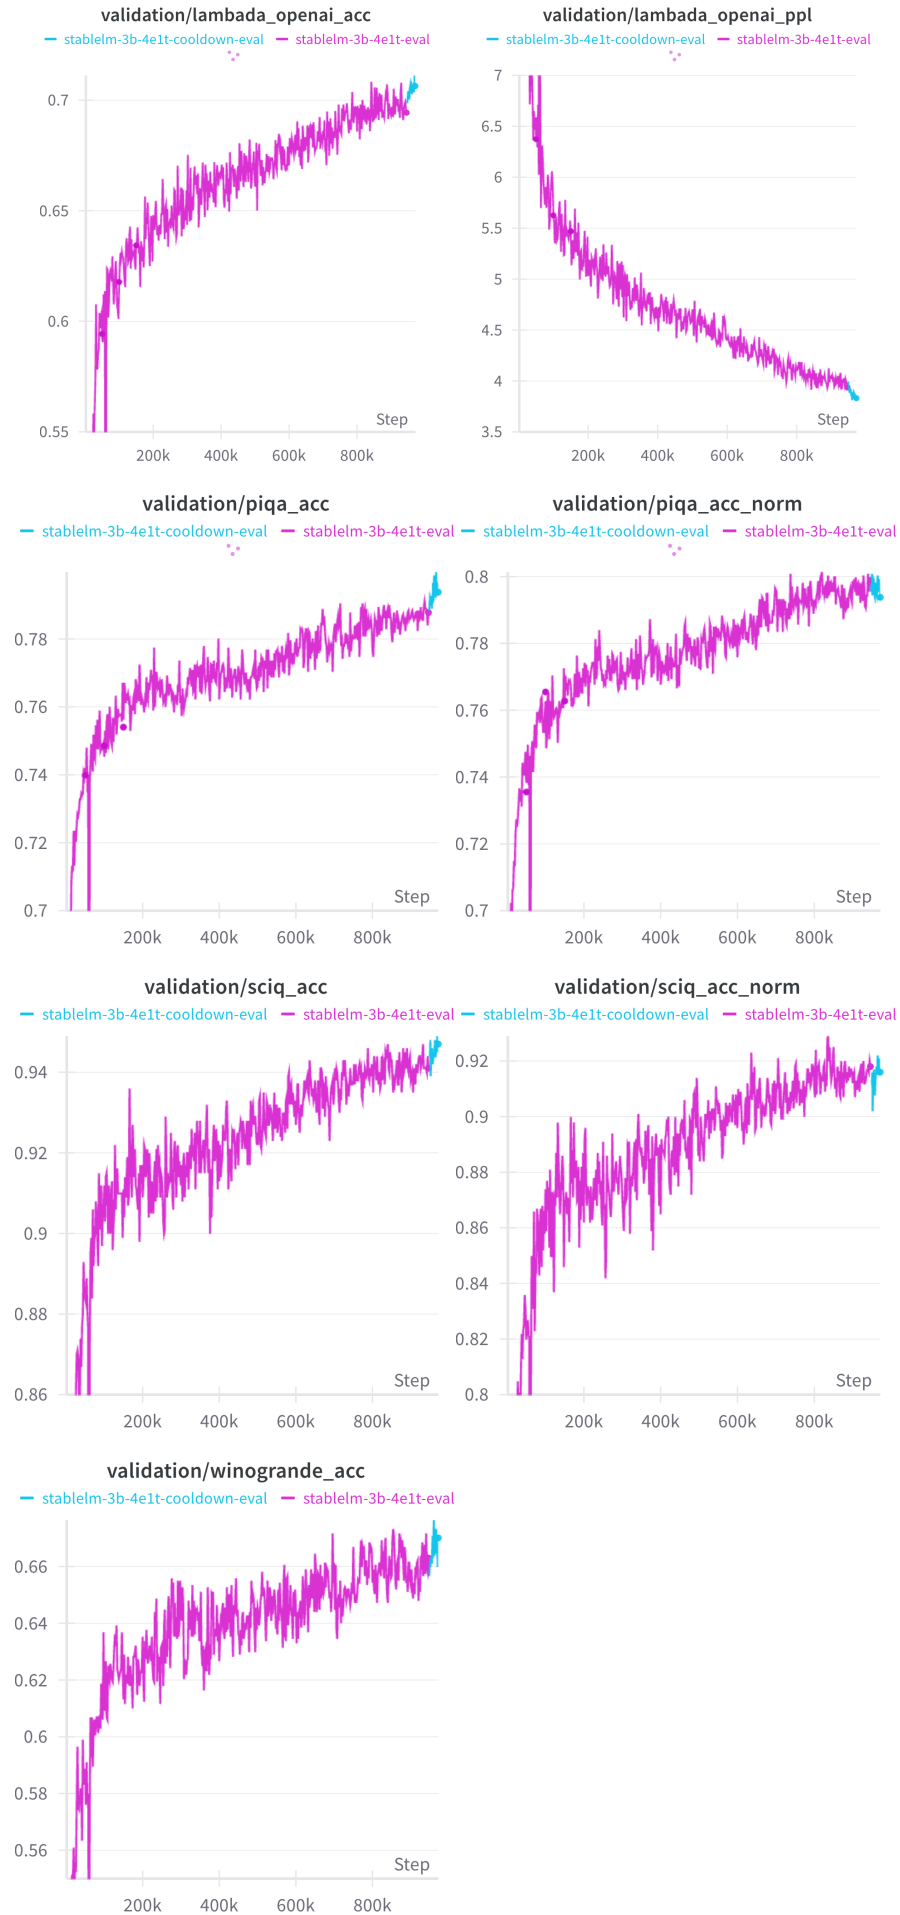 validation/lambada_openai_acc
stablelm-3b-4e1t-cooldown-eval stablelm-3b-4e1t-eval
0.7
0.65
0.6
0.55
Step
200k 400k 600k 800k
validation/lambada_openai_ppl
stablelm-3b-4e1t-cooldown-eval stablelm-3b-4e1t-eval
7
6.5
6
5.5
5
4.5
4
3.5
Step
200k 400k 600k 800k
validation/piqa_acc
stablelm-3b-4e1t-cooldown-eval stablelm-3b-4e1t-eval
0.78
0.76
0.74
0.72
0.7
Step
200k 400k 600k 800k
validation/piqa_acc_norm
stablelm-3b-4e1t-cooldown-eval stablelm-3b-4e1t-eval
0.8
0.78
0.76
0.74
0.72
0.7
Step
200k 400k 600k 800k
validation/sciq_acc
stablelm-3b-4e1t-cooldown-eval stablelm-3b-4e1t-eval
0.94
0.92
0.9
0.88
0.86
Step
200k 400k 600k 800k
validation/sciq_acc_norm
stablelm-3b-4e1t-cooldown-eval stablelm-3b-4e1t-eval
0.92
0.9
0.88
0.86
0.84
0.82
0.8
Step
200k 400k 600k 800k
validation/winogrande_acc
stablelm-3b-4e1t-cooldown-eval stablelm-3b-4e1t-eval
0.66
0.64
0.62
0.6
0.58
0.56
Step
200k 400k 600k 800k